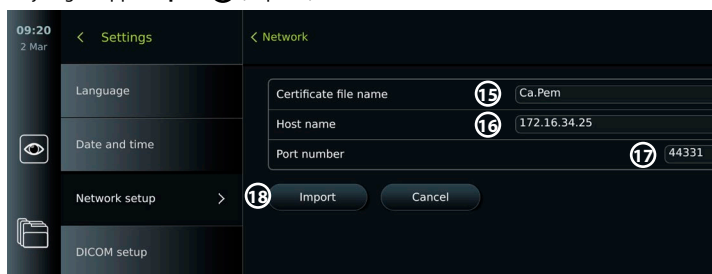 09:20
2 Mar
Settings
Network
Language
Date and time
Network setup
DICOM setup
Certificate file name 15 Ca.Pem
Host name 16 172.16.34.25
Port number 17 44331
18 Import Cancel